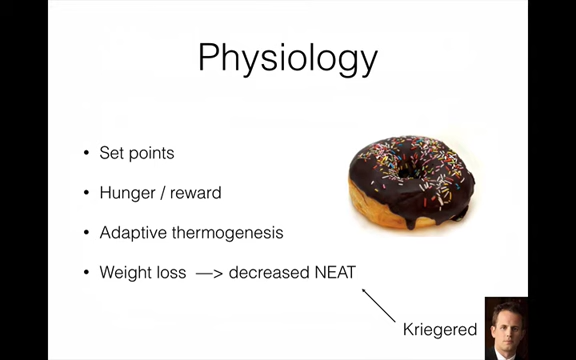 Physiology
• Set points
• Hunger / reward
• Adaptive thermogenesis
• Weight loss —> decreased NEAT
Kriegered